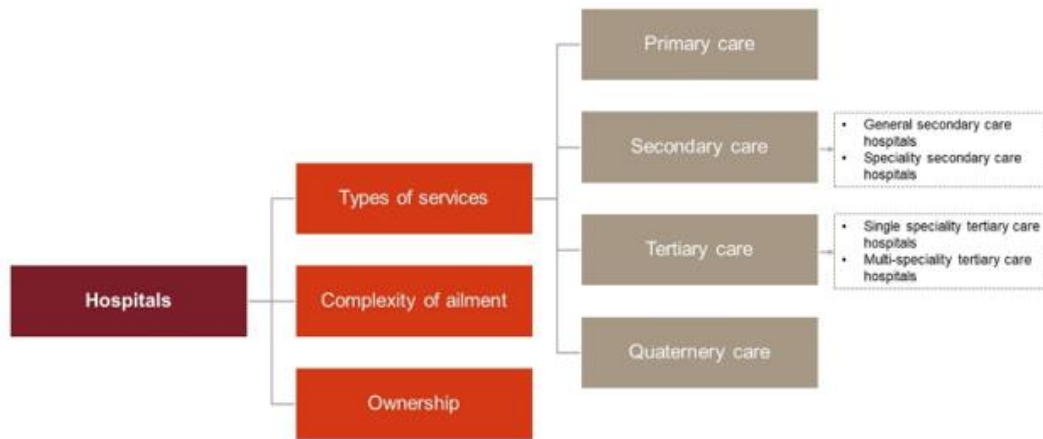 Primary care
Secondary care
• General secondary care
hospitals
• Speciality secondary care
hospitals
Types of services
Tertiary care
• Single speciality tertiary care
hospitals
• Multi-speciality tertiary care
hospitals
Hospitals
Complexity of ailment
Quaternery care
Ownership